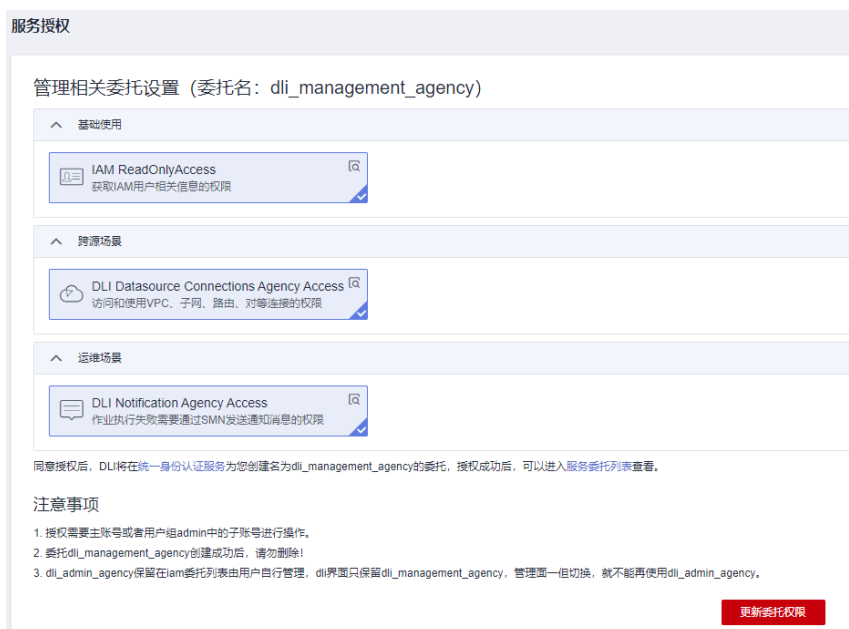 服务授权
管理相关委托设置（委托名：dli_management_agency）
基础使用
IAM ReadOnlyAccess
获取IAM用户相关信息的权限
跨源场景
DLI Datasource Connections Agency Access
访问和使用VPC、子网、路由、对等连接的权限
运维场景
DLI Notification Agency Access
作业执行失败需要通过SMN发送通知消息的权限
同意授权后，DLI将在统一身份认证服务为您创建名为dli_management_agency的委托，授权成功后，可以进入服务委托列表查看。
注意事项
1. 授权需要主账号或者用户组admin中的子账号进行操作。
2. 委托dli_management_agency创建成功后，请勿删除！
3. dli_admin_agency保留在iam委托列表由用户自行管理，dli界面只保留dli_management_agency，管理面一但切换，就不能再使用dli_admin_agency。
更新委托权限